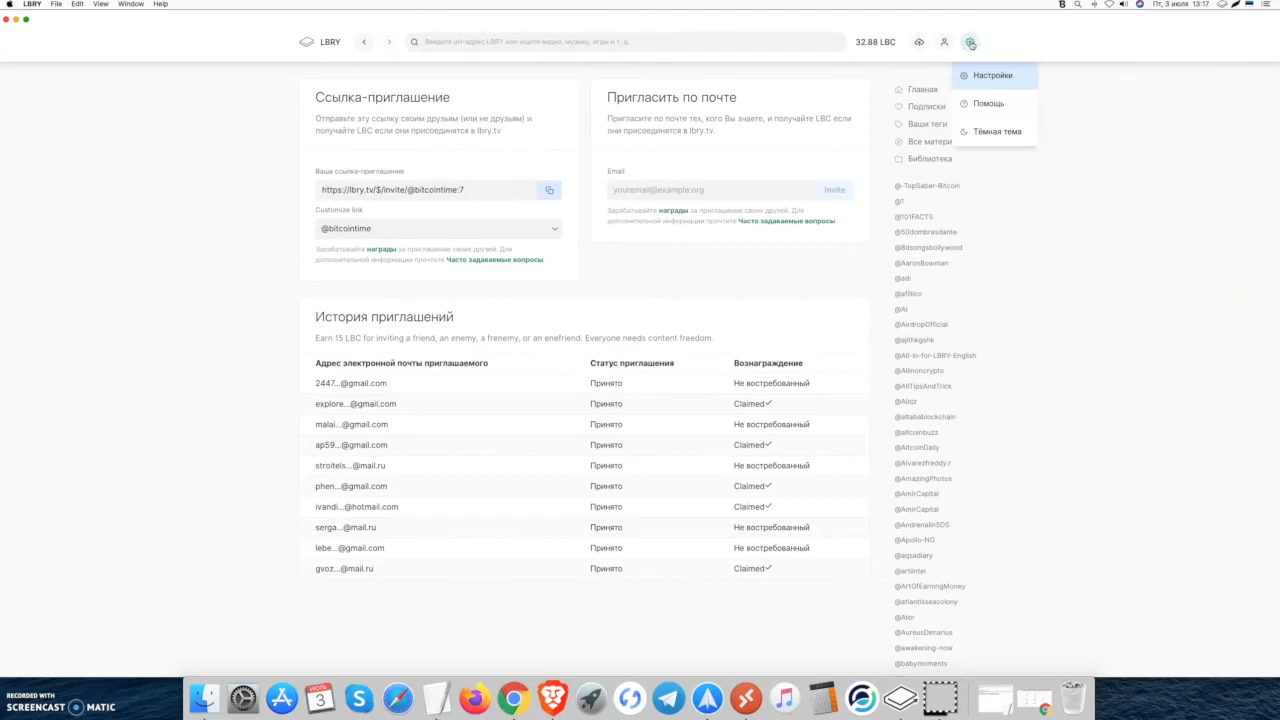 LBRY File Edit View Window Help
Пт, 3 июля 13:17
LBRY
Введите url-адрес LBRY или ищите видео, музыку, игры и т. д.
32.88 LBC
Настройки
Помощь
Тёмная тема
Ссылка-приглашение
Отправьте эту ссылку своим друзьям (или не друзьям) и
получайте LBC если они присоединятся в lbry.tv
Ваша ссылка-приглашение
https://lbry.tv/$/invite/@bitcointime:7
Customize link
@bitcointime
Зарабатывайте награды за приглашение своих друзей. Для
дополнительной информации прочтите Часто задаваемые вопросы
Пригласить по почте
Пригласите по почте тех, кого Вы знаете, и получайте LBC если
они присоединятся в lbry.tv
Email
youremail@example.org Invite
Зарабатывайте награды за приглашение своих друзей. Для
дополнительной информации прочтите Часто задаваемые вопросы
История приглашений
Earn 15 LBC for inviting a friend, an enemy, a frenemy, or an enefriend. Everyone needs content freedom.
Адрес электронной почты приглашаемого Статус приглашения Вознаграждение
2447...@gmail.com Принято Не востребованный
explore...@gmail.com Принято Claimed
malai...@gmail.com Принято Не востребованный
ap59...@gmail.com Принято Claimed
stroitels...@mail.ru Принято Не востребованный
phen...@gmail.com Принято Claimed
ivandi...@hotmail.com Принято Claimed
serga...@mail.ru Принято Не востребованный
lebe...@gmail.com Принято Не востребованный
gvoz...@mail.ru Принято Claimed
Главная
Подписки
Ваши теги
Все матери
Библиотека
@-TopSaber-Bitcoin
@1
@101FACTS
@50dombrasdante
@8dsongsbollywood
@AaronBowman
@adi
@afillico
@AI
@AirdropOfficial
@ajithkgshk
@All-in-for-LBRY-English
@Allinoncrypto
@AllTipsAndTrick
@Alojz
@altabablockchain
@altcoinbuzz
@AltcoinDaily
@Alvarezfreddy.r
@AmazingPhotos
@AmirCapital
@AmirCapital
@AndrenalinSDS
@Apollo-NG
@aqsadiary
@artiintel
@ArtOfEarningMoney
@atlantisseacolony
@Ator
@AureusDenarius
@awakening-now
@babymoments
ИЮЛЬ
3
RECORDED WITH
SCREENCAST MATIC